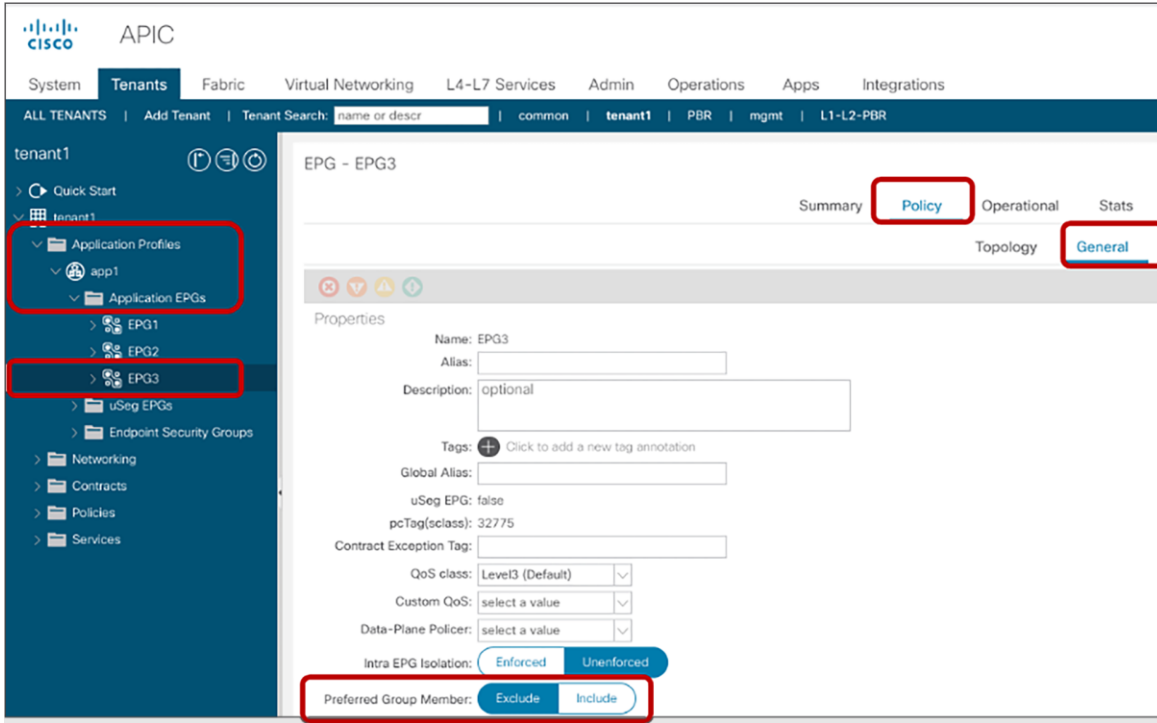 CISCO
APIC
System Tenants Fabric Virtual Networking L4-L7 Services Admin Operations Apps Integrations
ALL TENANTS | Add Tenant | Tenant Search: name or descr | common | tenant1 | PBR | mgmt | L1-L2-PBR
tenant1
Quick Start
tenant1
Application Profiles
app1
Application EPGs
EPG1
EPG2
EPG3
uSeg EPGs
Endpoint Security Groups
Networking
Contracts
Policies
Services
EPG - EPG3
Summary Policy Operational Stats
Topology General
Properties
Name: EPG3
Alias:
Description: optional
Tags: Click to add a new tag annotation
Global Alias:
uSeg EPG: false
pcTag(sclass): 32775
Contract Exception Tag:
QoS class: Level3 (Default)
Custom QoS: select a value
Data-Plane Policer: select a value
Intra EPG Isolation: Enforced Unenforced
Preferred Group Member: Exclude Include